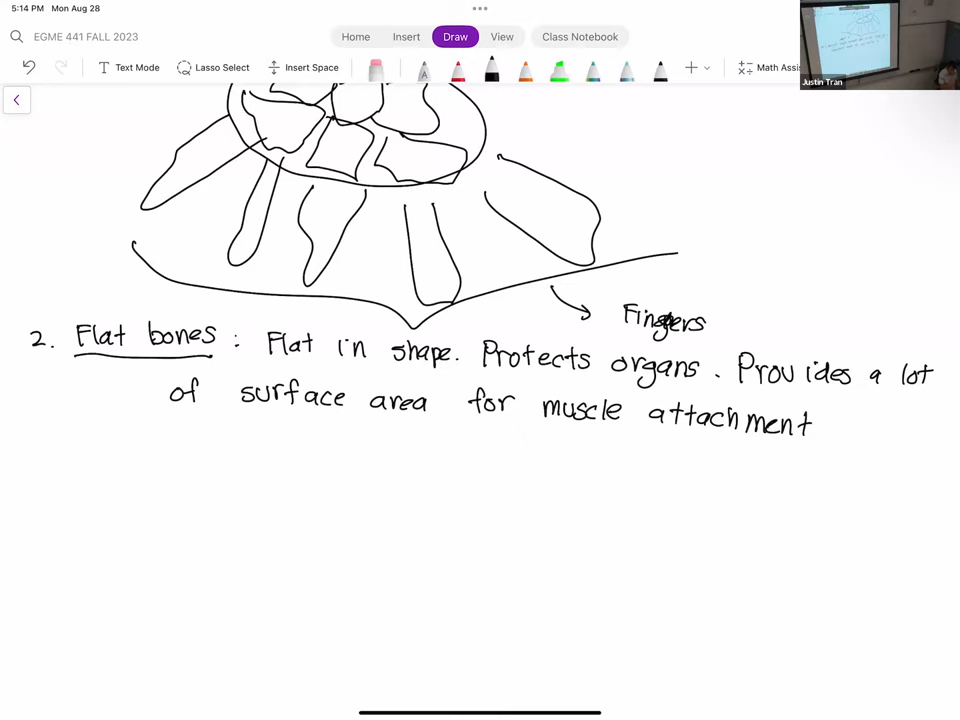 5:14 PM Mon Aug 28
EGME 441 FALL 2023
Home Insert Draw View Class Notebook
Text Mode Lasso Select Insert Space Math Assis
Justin Tran
Fingers
2. Flat bones : Flat in shape. Protects organs. Provides a lot
of surface area for muscle attachment